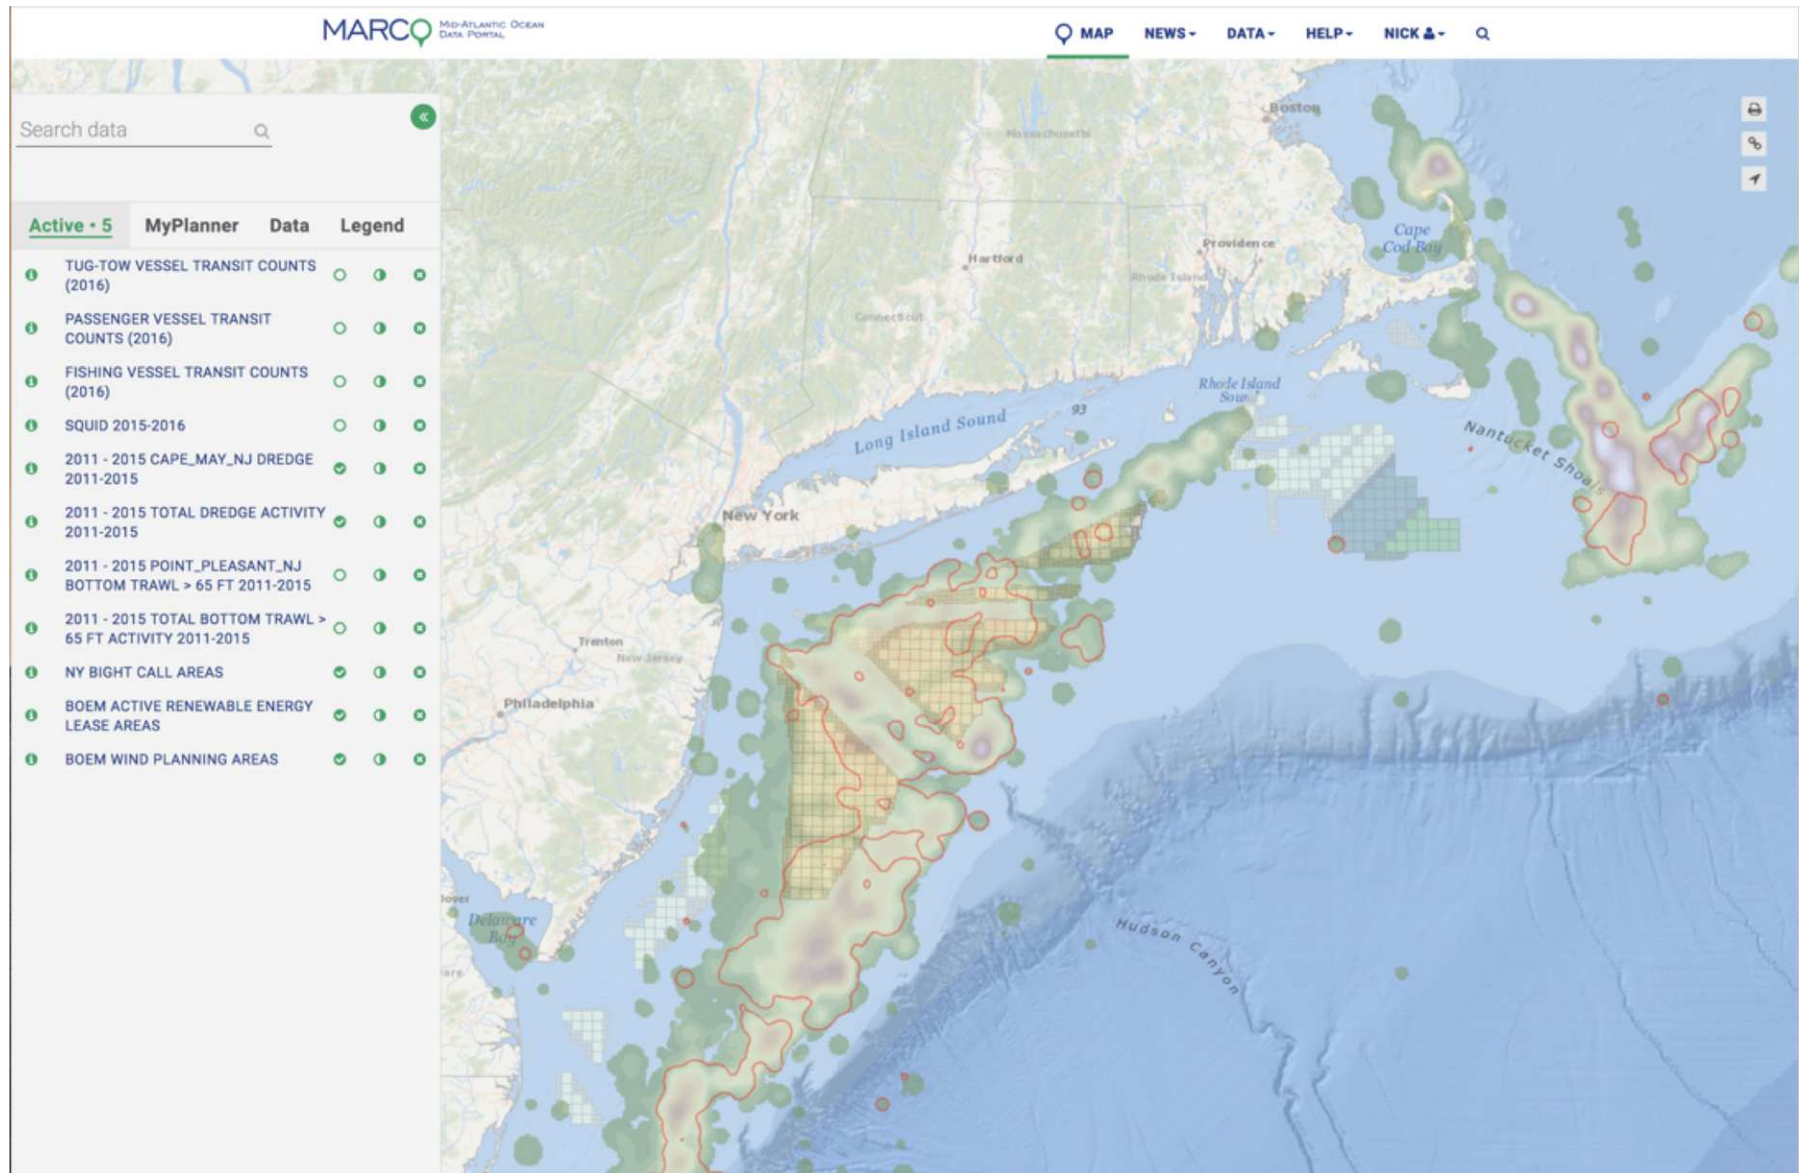 MARCO MID-ATLANTIC OCEAN
DATA PORTAL
MAP NEWS DATA HELP NICK
Search data
Active • 5 MyPlanner Data Legend
TUG-TOW VESSEL TRANSIT COUNTS
(2016)
PASSENGER VESSEL TRANSIT
COUNTS (2016)
FISHING VESSEL TRANSIT COUNTS
(2016)
SQUID 2015-2016
2011 - 2015 CAPE_MAY_NJ DREDGE
2011-2015
2011 - 2015 TOTAL DREDGE ACTIVITY
2011-2015
2011 - 2015 POINT_PLEASANT_NJ
BOTTOM TRAWL > 65 FT 2011-2015
2011 - 2015 TOTAL BOTTOM TRAWL >
65 FT ACTIVITY 2011-2015
NY BIGHT CALL AREAS
BOEM ACTIVE RENEWABLE ENERGY
LEASE AREAS
BOEM WIND PLANNING AREAS
Boston
Massachusetts
Cape
Cod Bay
Providence
Hartford
Rhode Island
Connecticut
Rhode Island
Sound
93
Long Island Sound
Nantucket Shoals
New York
Trenton
New Jersey
Philadelphia
Delaware
Bay
Hudson Canyon